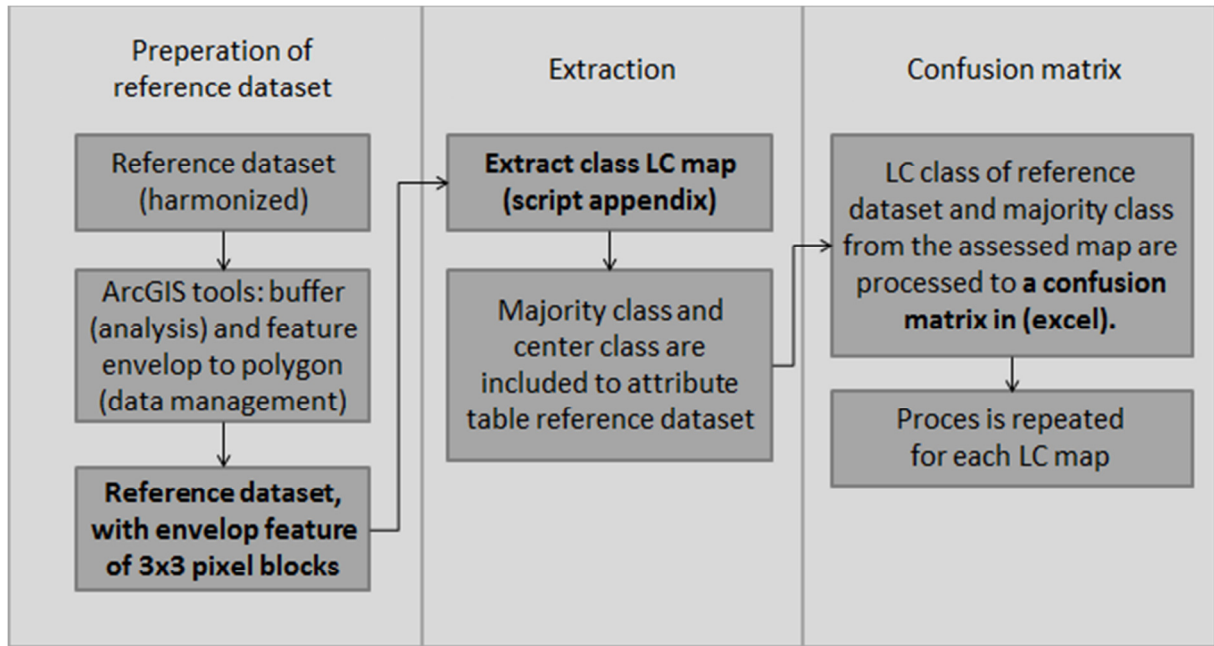 Preperation of
reference dataset
Reference dataset
(harmonized)
ArcGIS tools: buffer
(analysis) and feature
envelop to polygon
(data management)
Reference dataset,
with envelop feature
of 3x3 pixel blocks
Extraction
Extract class LC map
(script appendix)
Majority class and
center class are
included to attribute
table reference dataset
Confusion matrix
LC class of reference
dataset and majority class
from the assessed map are
processed to a confusion
matrix in (excel).
Proces is repeated
for each LC map